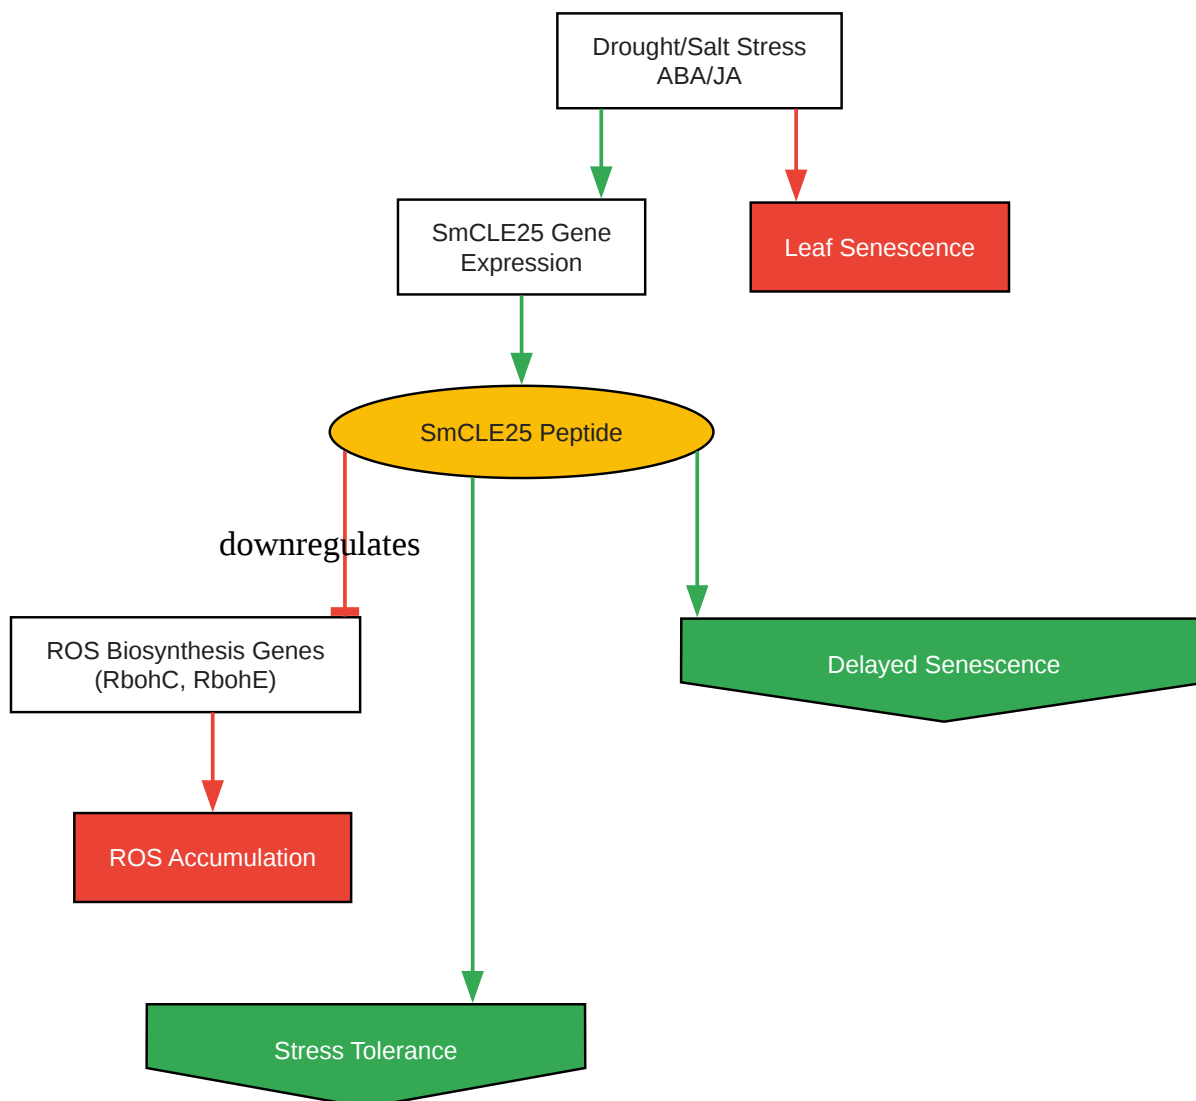 Drought/Salt Stress
ABA/JA
SmCLE25 Gene
Expression
Leaf Senescence
SmCLE25 Peptide
downregulates
ROS Biosynthesis Genes
(RbohC, RbohE)
Delayed Senescence
ROS Accumulation
Stress Tolerance